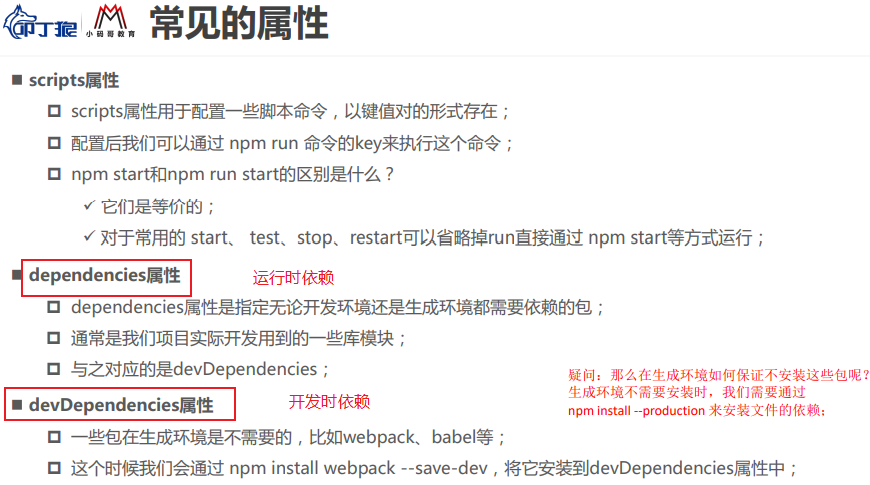 叩丁狼 小码哥教育 常见的属性
scripts属性
scripts属性用于配置一些脚本命令，以键值对的形式存在；
配置后我们可以通过 npm run 命令的key来执行这个命令；
npm start和npm run start的区别是什么？
✓ 它们是等价的；
✓ 对于常用的 start、 test、stop、restart可以省略掉run直接通过 npm start等方式运行；
dependencies属性 运行时依赖
dependencies属性是指定无论开发环境还是生成环境都需要依赖的包；
通常是我们项目实际开发用到的一些库模块；
与之对应的是devDependencies；
疑问：那么在生成环境如何保证不安装这些包呢？
生成环境不需要安装时，我们需要通过
npm install --production 来安装文件的依赖；
devDependencies属性 开发时依赖
一些包在生成环境是不需要的，比如webpack、babel等；
这个时候我们会通过 npm install webpack --save-dev，将它安装到devDependencies属性中；